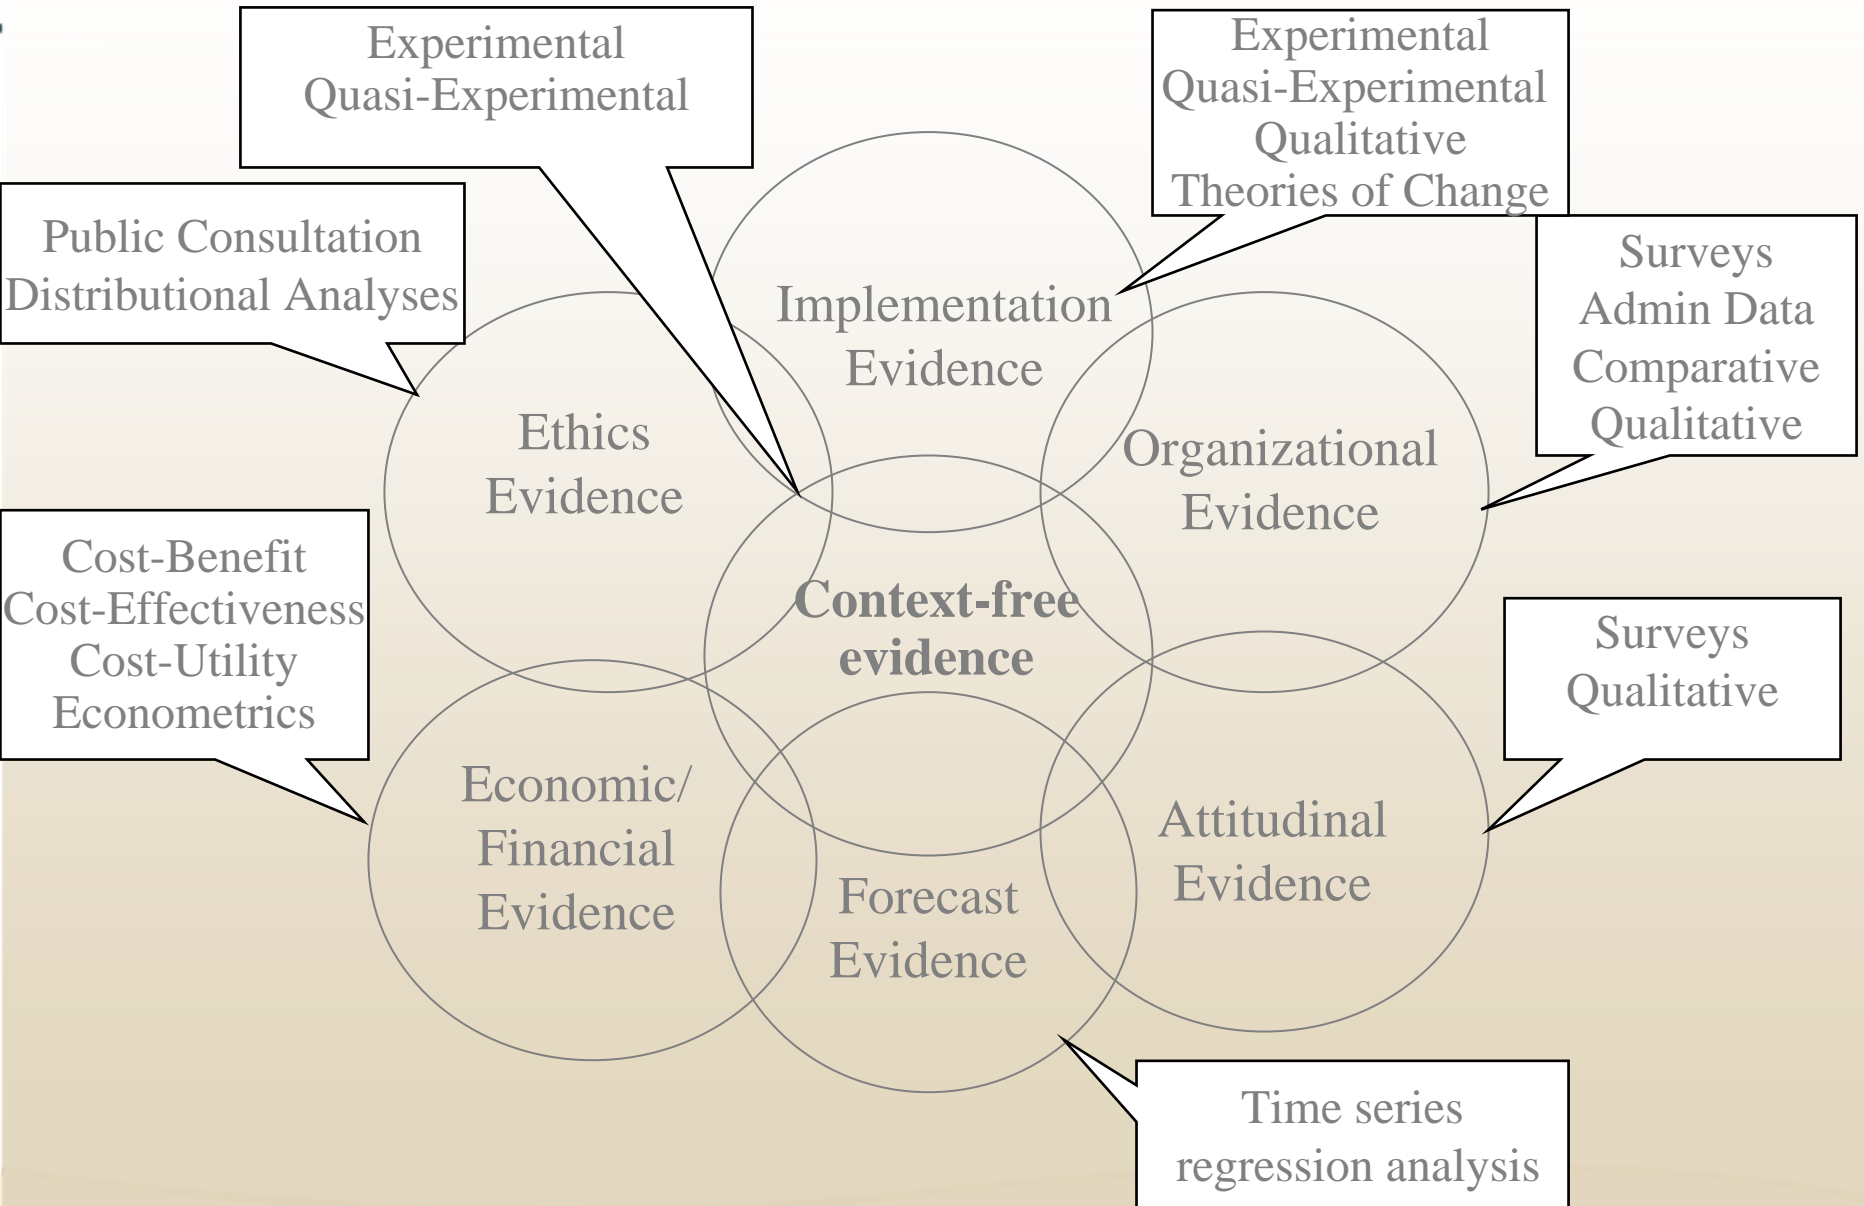 Experimental
Quasi-Experimental
Experimental
Quasi-Experimental
Qualitative
Theories of Change
Public Consultation
Distributional Analyses
Surveys
Admin Data
Comparative
Qualitative
Implementation
Evidence
Ethics
Evidence
Organizational
Evidence
Cost-Benefit
Cost-Effectiveness
Cost-Utility
Econometrics
Context-free
evidence
Surveys
Qualitative
Economic/
Financial
Evidence
Attitudinal
Evidence
Forecast
Evidence
Time series
regression analysis